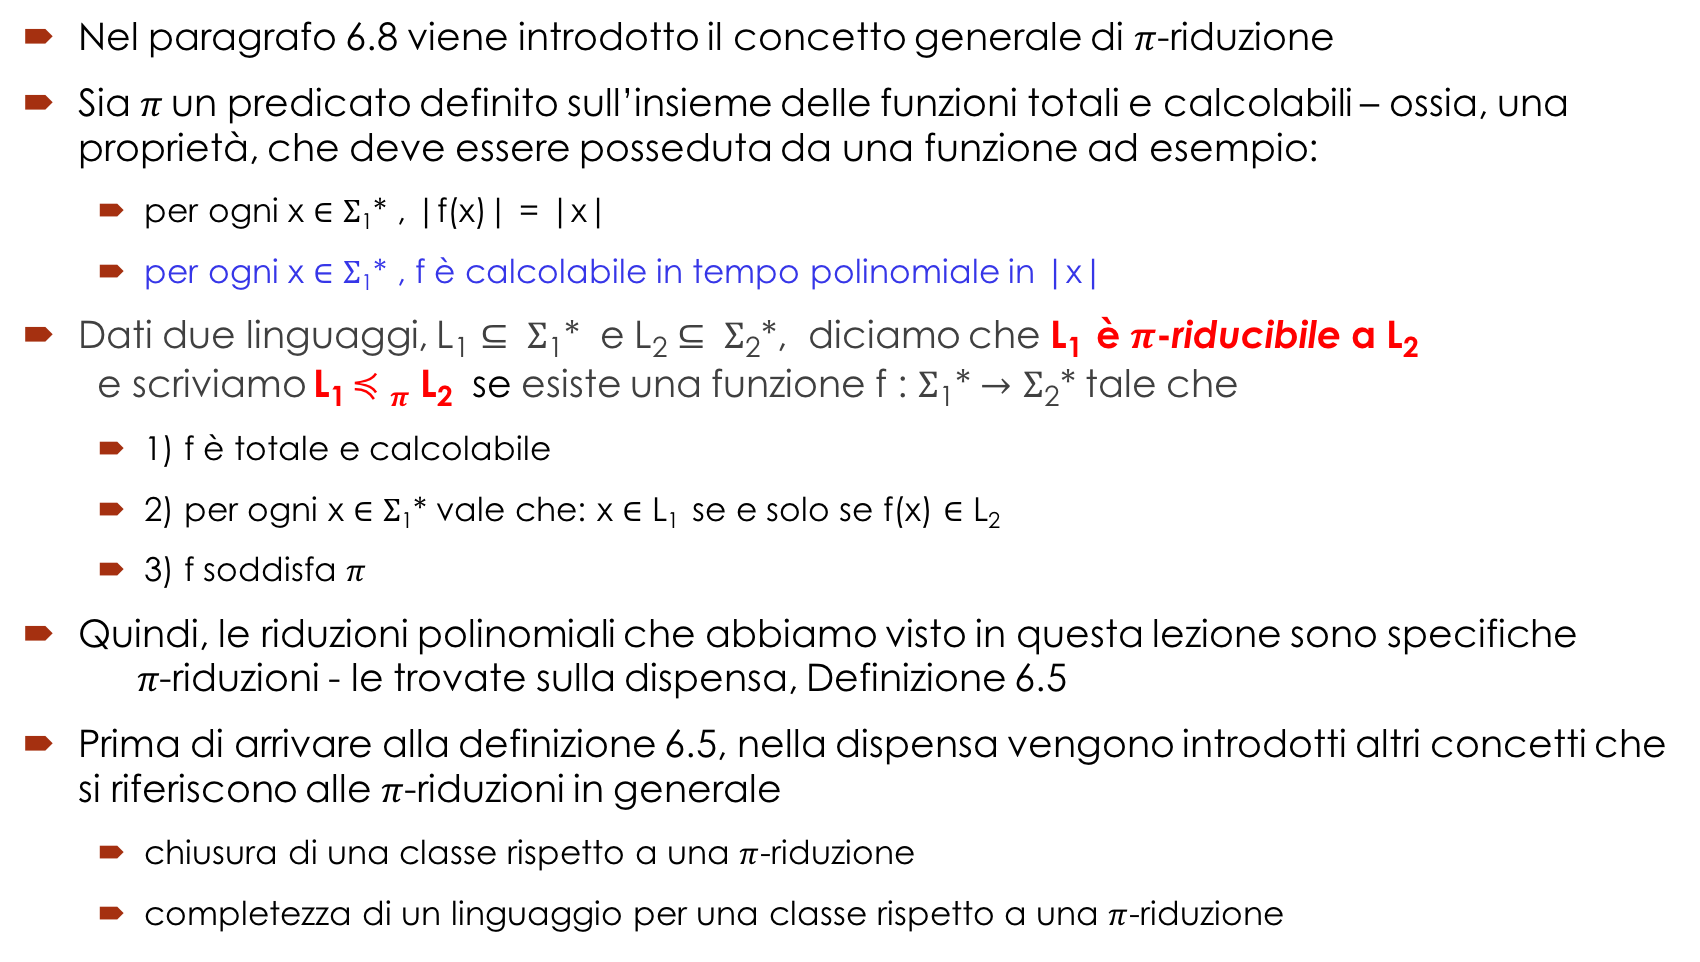 Nel paragrafo 6.8 viene introdotto il concetto generale di π-riduzione
Sia π un predicato definito sull’insieme delle funzioni totali e calcolabili – ossia, una
proprietà, che deve essere posseduta da una funzione ad esempio:
per ogni x ∈ Σ₁* , |f(x)| = |x|
per ogni x ∈ Σ₁* , f è calcolabile in tempo polinomiale in |x|
Dati due linguaggi, L₁ ⊆ Σ₁* e L₂ ⊆ Σ₂*, diciamo che L₁ è π-riducibile a L₂
e scriviamo L₁ ≼ π L₂ se esiste una funzione f : Σ₁* → Σ₂* tale che
1) f è totale e calcolabile
2) per ogni x ∈ Σ₁* vale che: x ∈ L₁ se e solo se f(x) ∈ L₂
3) f soddisfa π
Quindi, le riduzioni polinomiali che abbiamo visto in questa lezione sono specifiche
π-riduzioni - le trovate sulla dispensa, Definizione 6.5
Prima di arrivare alla definizione 6.5, nella dispensa vengono introdotti altri concetti che
si riferiscono alle π-riduzioni in generale
chiusura di una classe rispetto a una π-riduzione
completezza di un linguaggio per una classe rispetto a una π-riduzione